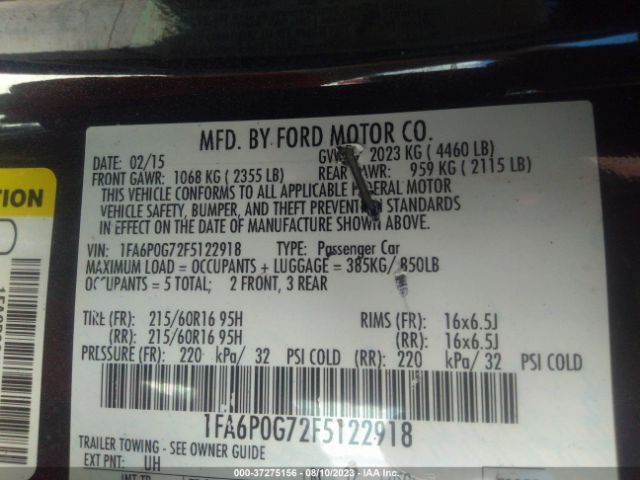 MFD. BY FORD MOTOR CO.
DATE: 02/15 2023 KG ( 4460 LB)
FRONT GAWR: 1068 KG ( 2355 LB) REAR GAWR: 959 KG ( 2115 LB)
THIS VEHICLE CONFORMS TO ALL APPLICABLE FEDERAL MOTOR
VEHICLE SAFETY, BUMPER, AND THEFT PREVENTION STANDARDS
IN EFFECT ON THE DATE OF MANUFACTURE SHOWN ABOVE.
VIN: 1FA6P0G72F5122918 TYPE: Passenger Car
MAXIMUM LOAD = OCCUPANTS + LUGGAGE = 385KG/ 850LB
OCCUPANTS = 5 TOTAL; 2 FRONT, 3 REAR
TIRE (FR): 215/60R16 95H RIMS (FR): 16x6.5J
(RR): 215/60R16 95H (RR): 16x6.5J
PRESSURE (FR): 220 kPa/ 32 PSI COLD (RR): 220 kPa/ 32 PSI COLD
1FA6P0G72F5122918
TRAILER TOWING - SEE OWNER GUIDE
EXT PNT: UH
000-37275156 - 08/10/2023 - IAA Inc.